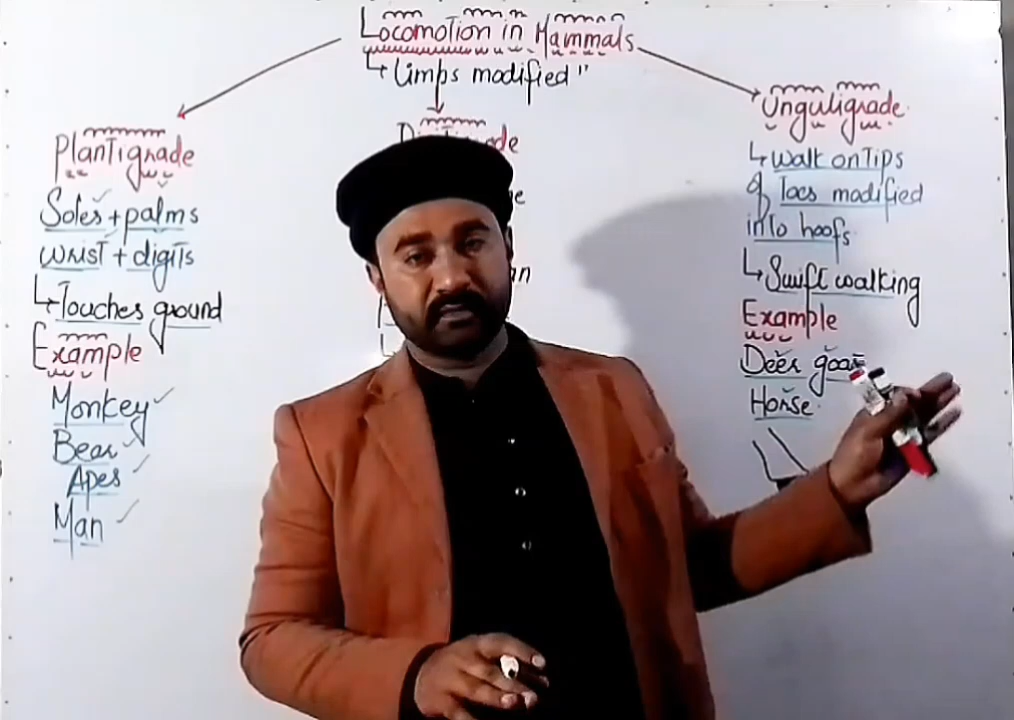 Locomotion in Mammals
↳ limps modified"
Plantigrade
Soles + palms
wrist + digits
↳ Touches ground
Example
Monkey ✓
Bear ✓
Apes ✓
Man ✓
Unguligrade
↳ walk on Tips
of Toes modified
into hoofs
↳ Swift walking
Example
Deer goat
Horse